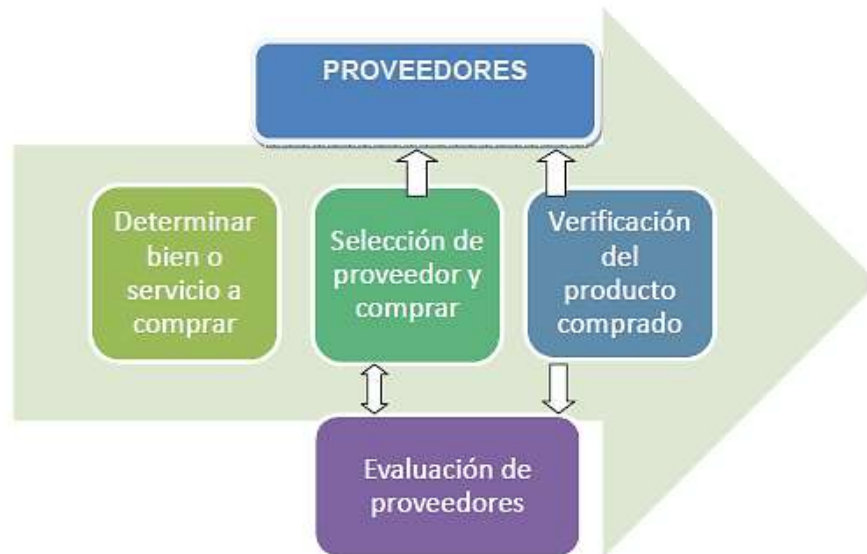 PROVEEDORES
Determinar
bien o
servicio a
comprar
Selección de
proveedor y
comprar
Verificación
del
producto
comprado
Evaluación de
proveedores